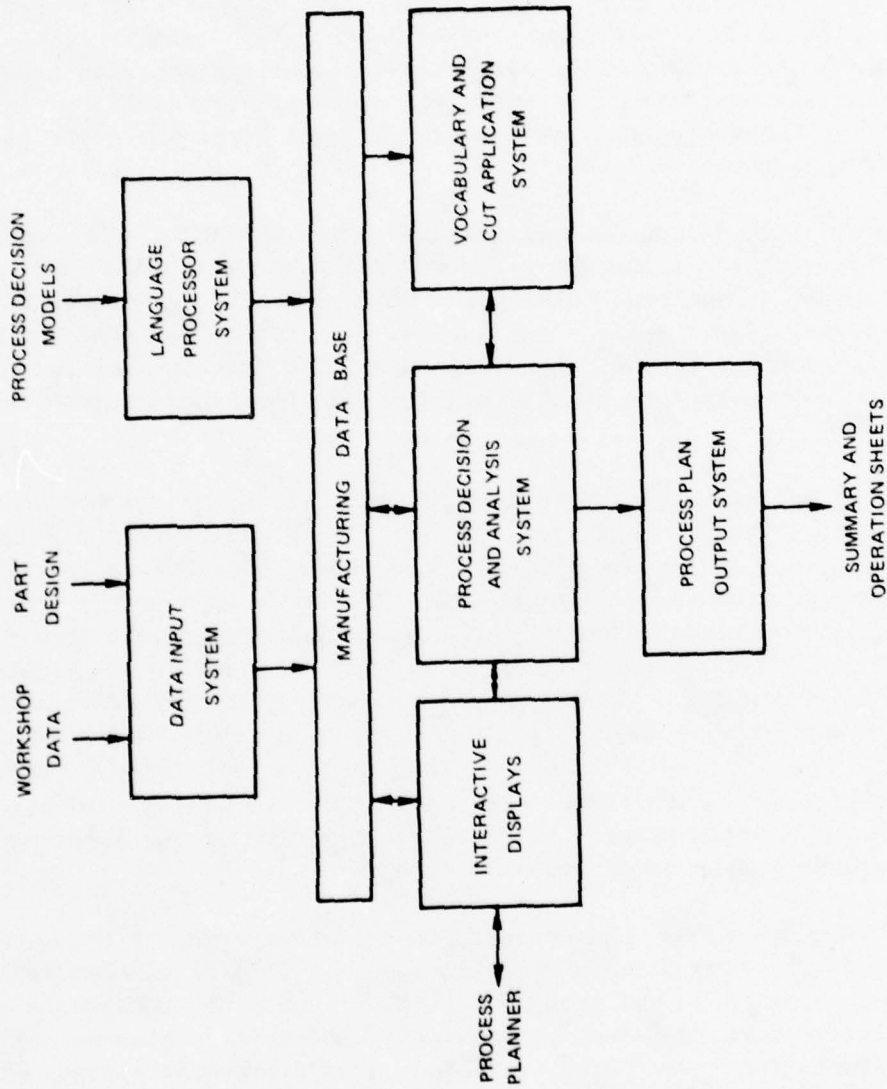 PROCESS DECISION
MODELS
WORKSHOP
DATA
PART
DESIGN
LANGUAGE
PROCESSOR
SYSTEM
DATA INPUT
SYSTEM
MANUFACTURING DATA BASE
VOCABULARY AND
CUT APPLICATION
SYSTEM
PROCESS DECISION
AND ANALYSIS
SYSTEM
INTERACTIVE
DISPLAYS
PROCESS
PLANNER
PROCESS PLAN
OUTPUT SYSTEM
SUMMARY AND
OPERATION SHEETS